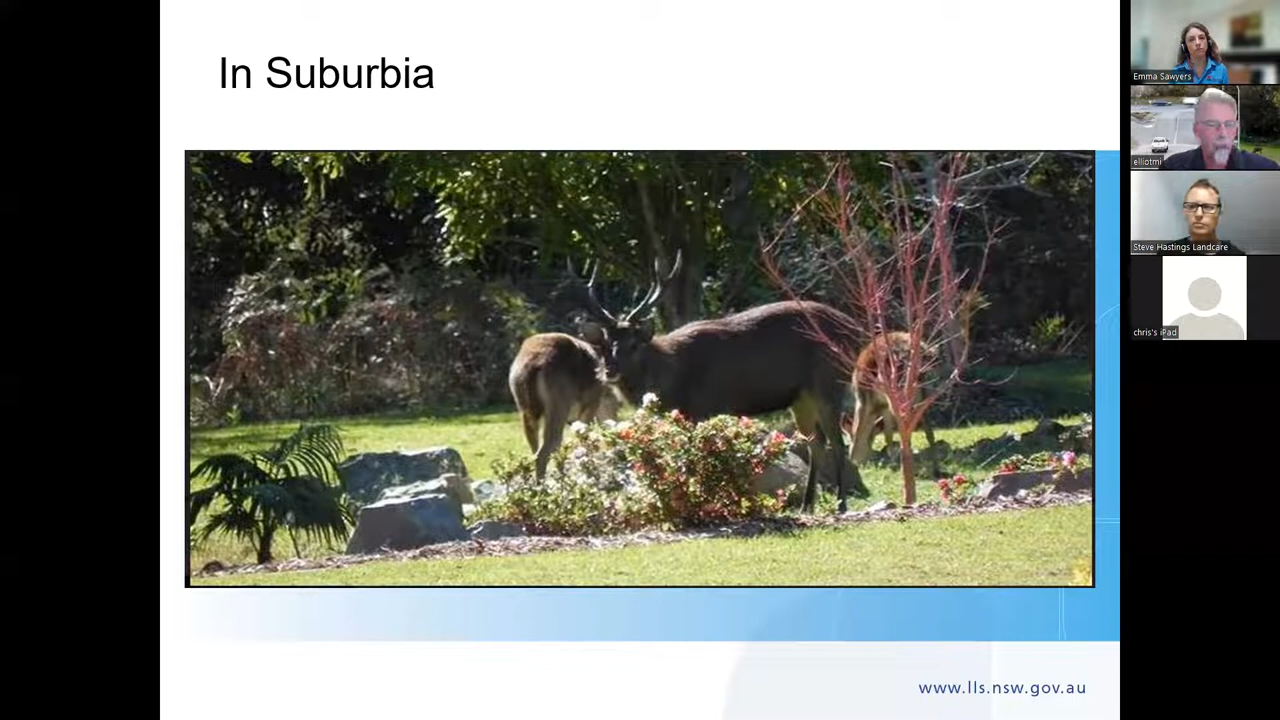 In Suburbia
www.lls.nsw.gov.au
Emma Sawyers
elliotmi
Steve Hastings Landcare
chris's iPad